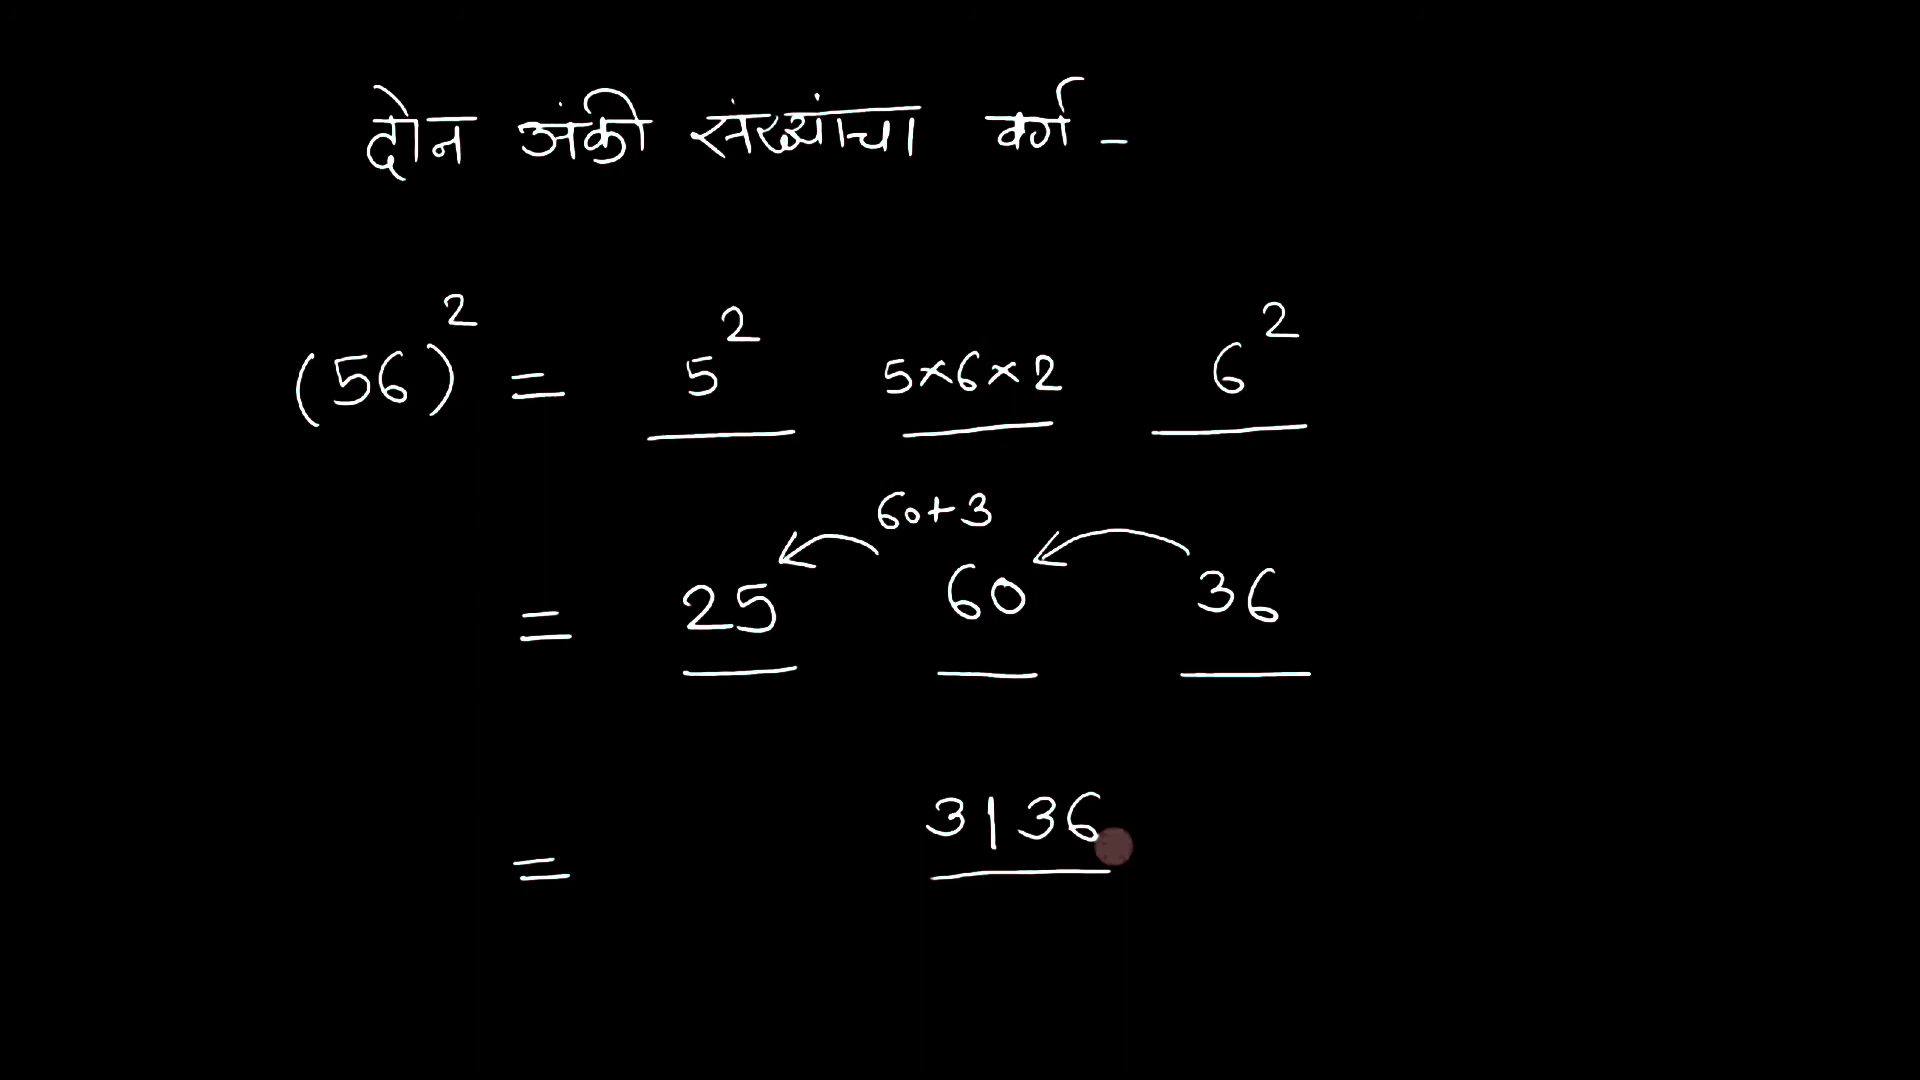 दोन अंकी संख्यांचा वर्ग -
(56)² = 5² 5×6×2 6²
60+3
= 25 60 36
= 3136